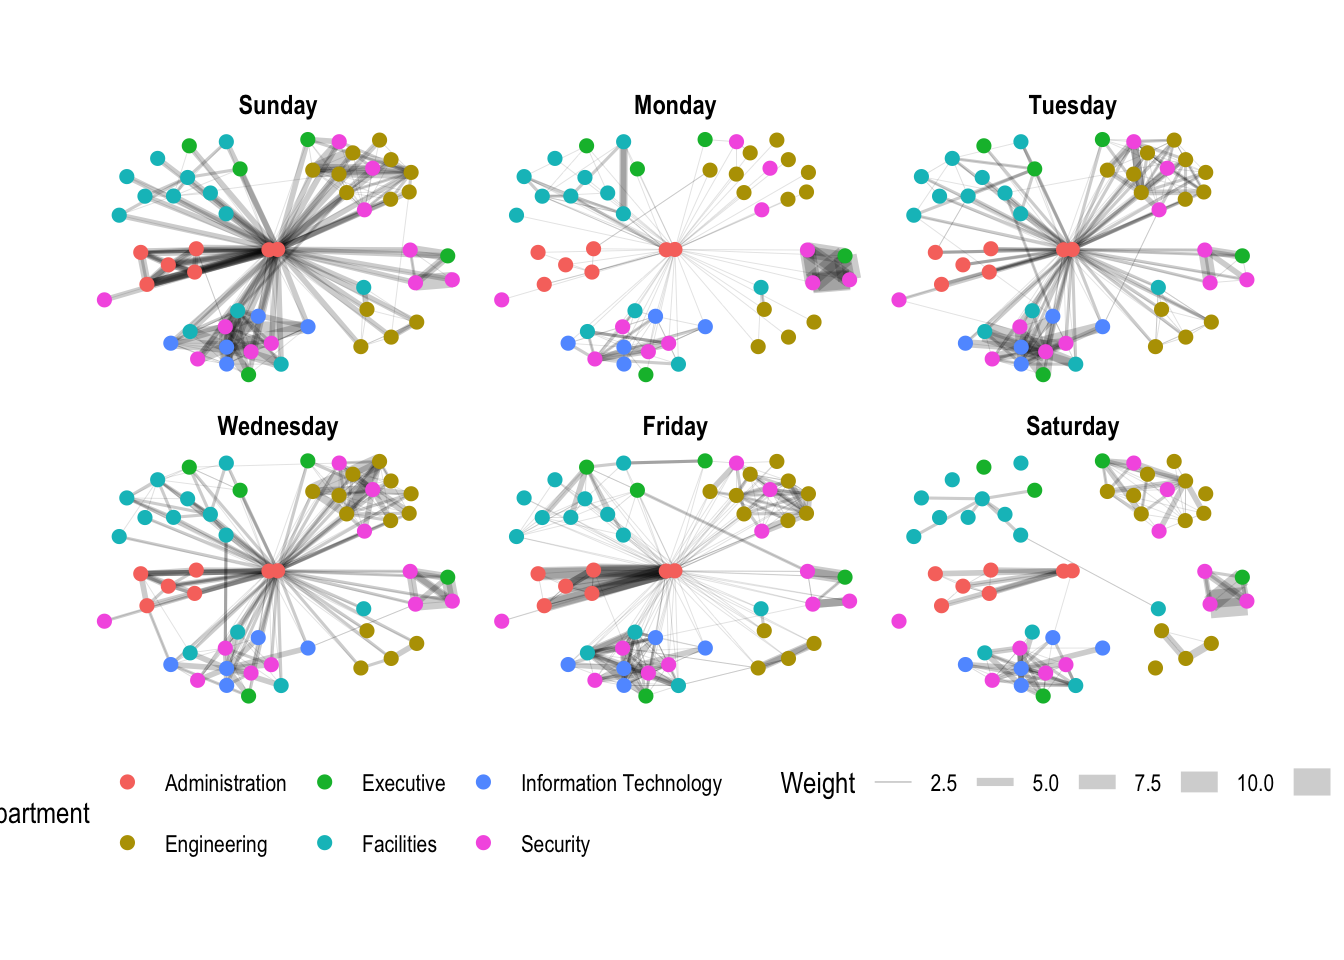 Sunday
Monday
Tuesday
Wednesday
Friday
Saturday
Administration
Executive
Information Technology
Weight
2.5
5.0
7.5
10.0
partment
Engineering
Facilities
Security